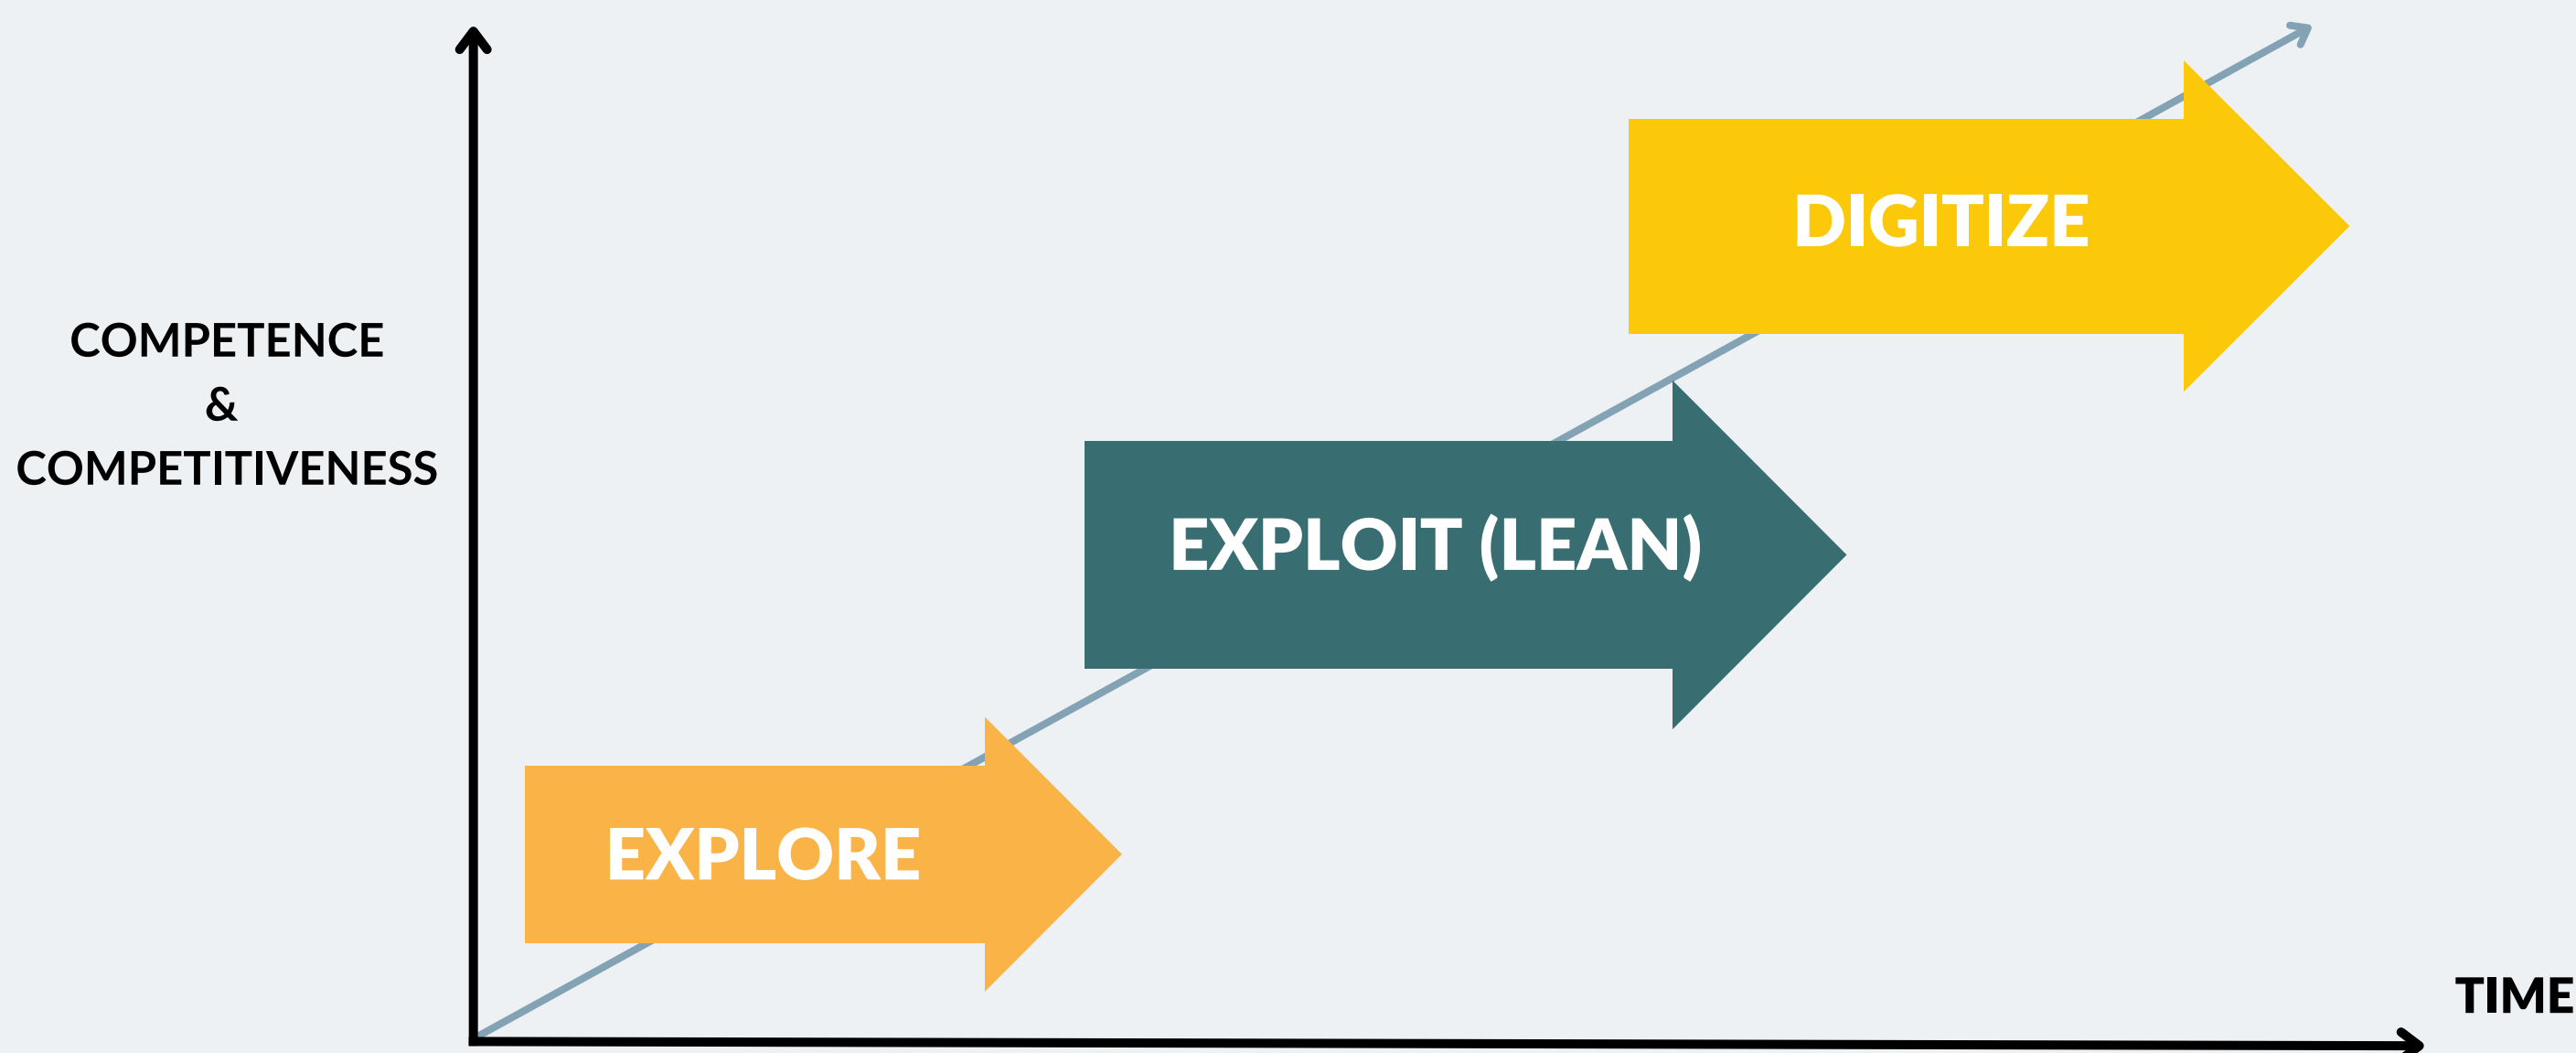 COMPETENCE
&
COMPETITIVENESS
DIGITIZE
EXPLOIT (LEAN)
EXPLORE
TIME